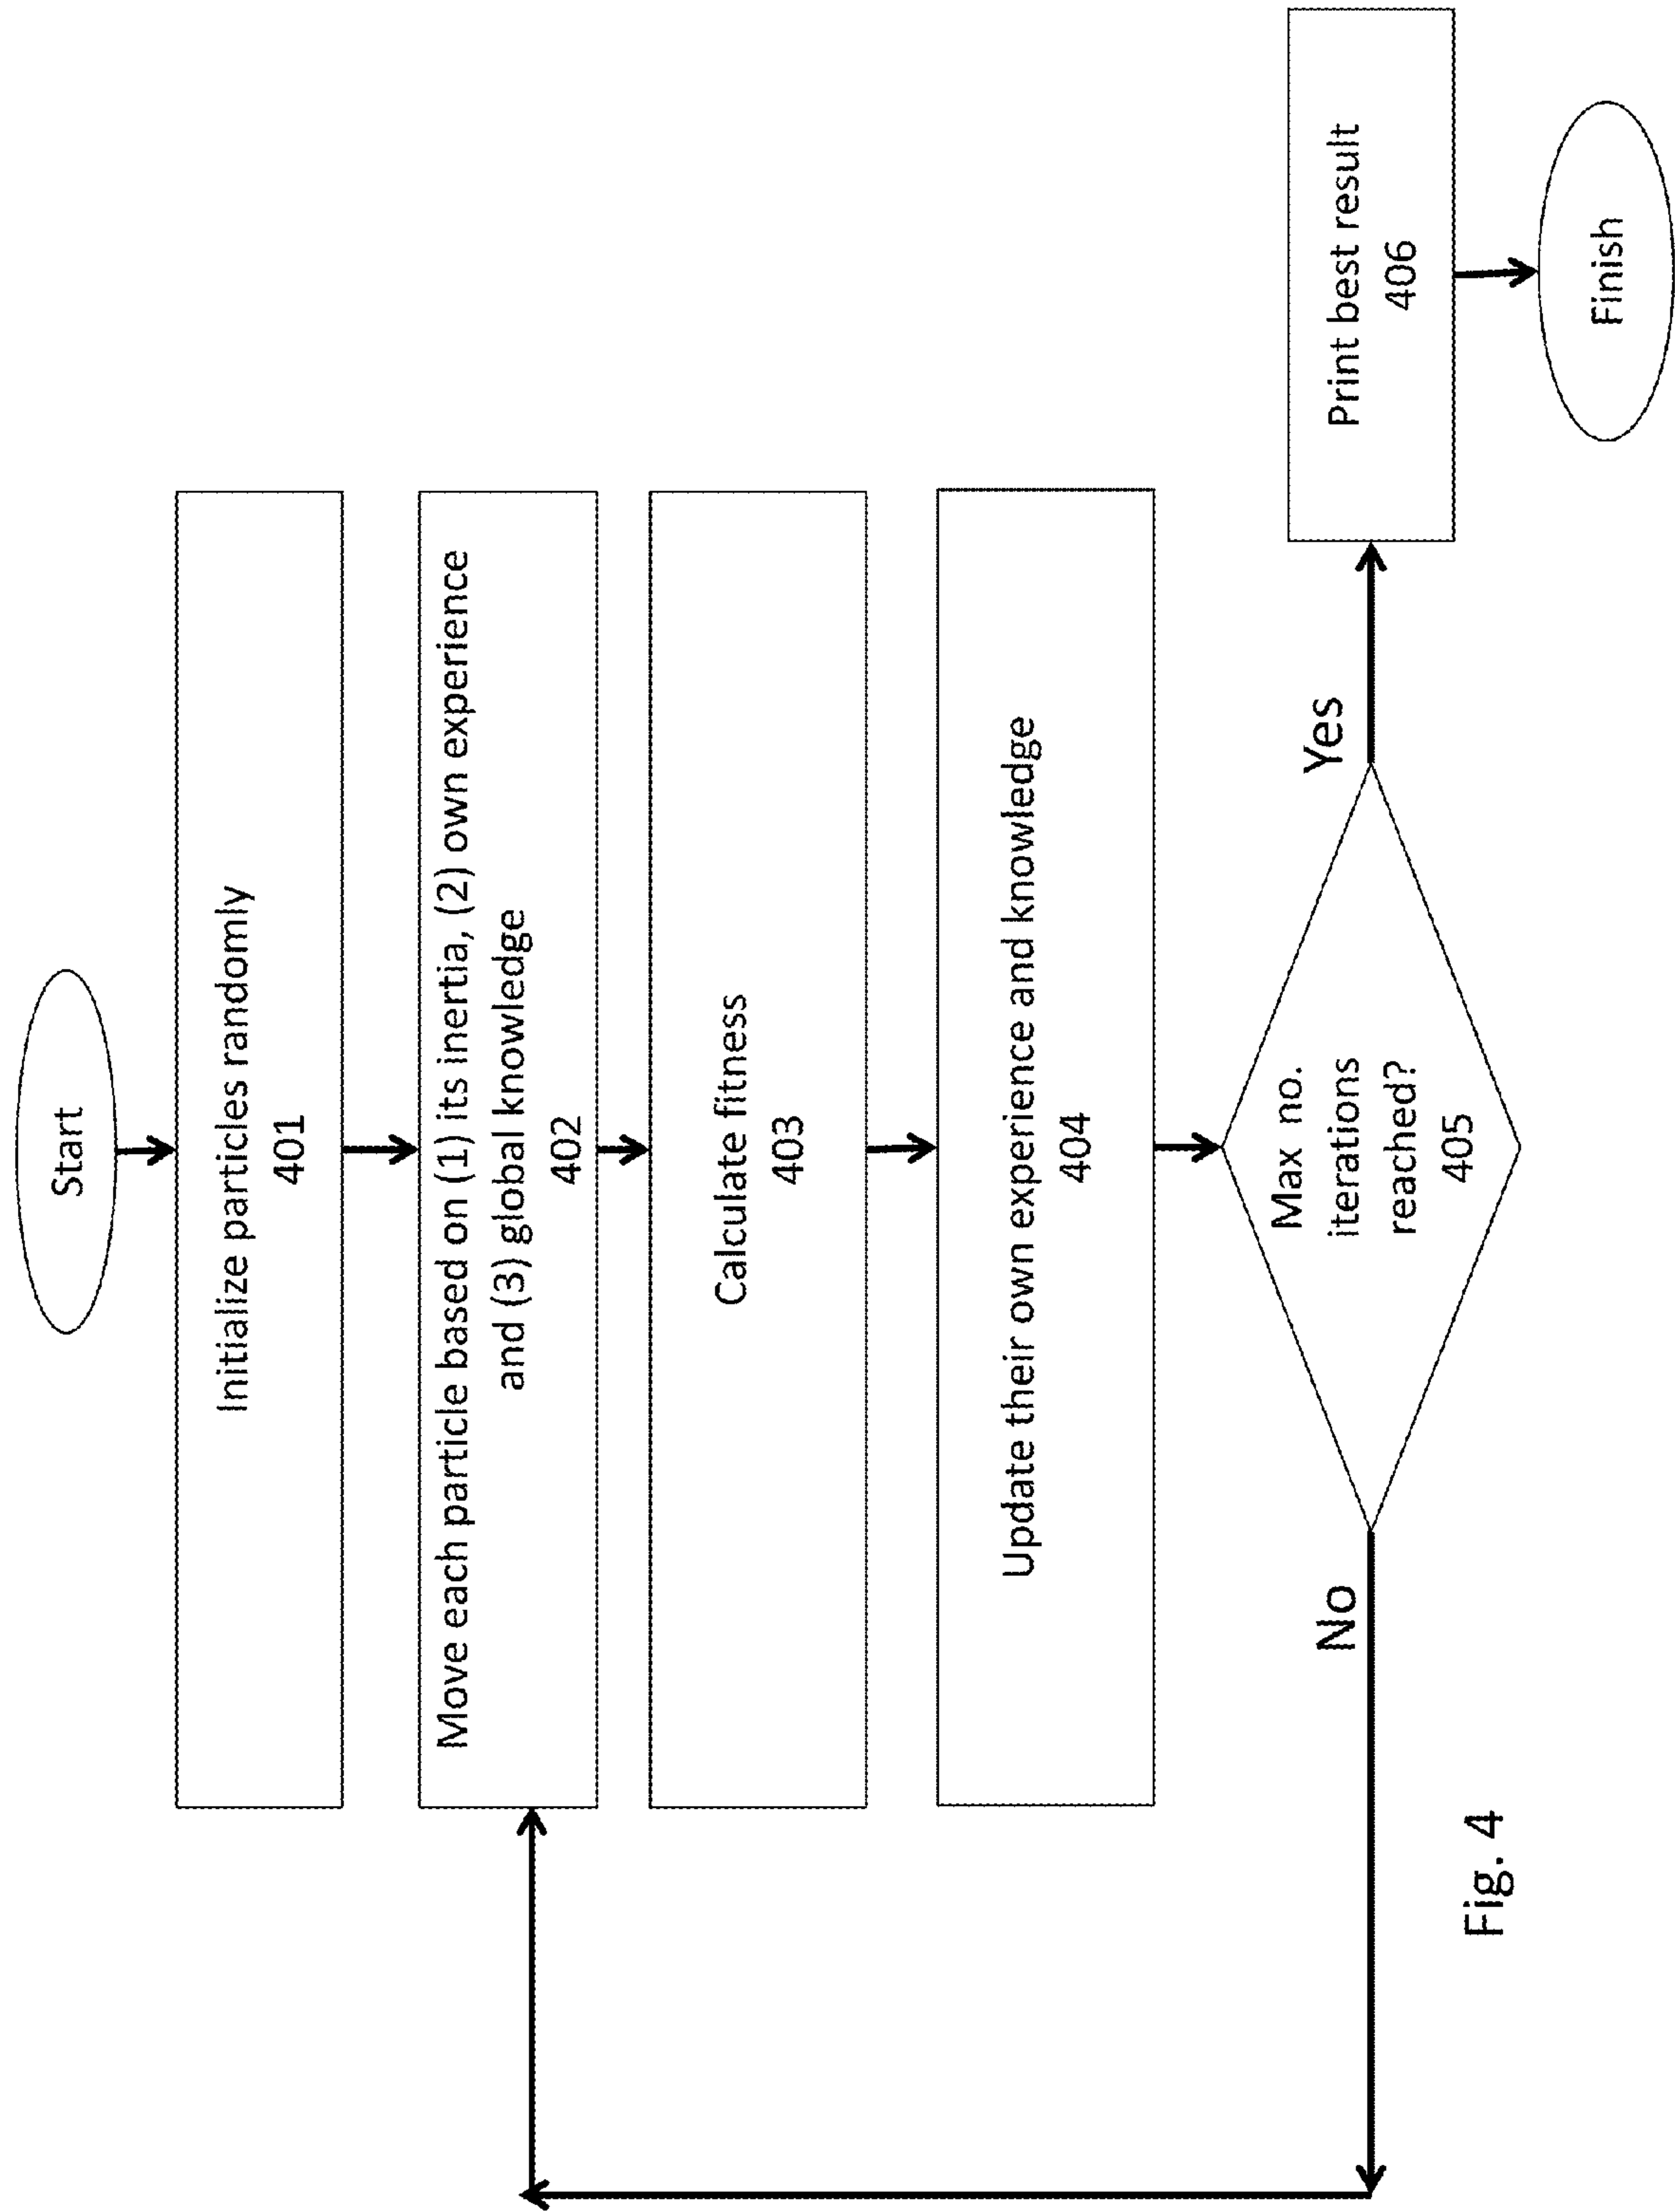 Start
Initialize particles randomly
401
Move each particle based on (1) its inertia, (2) own experience
and (3) global knowledge
402
Calculate fitness
403
Update their own experience and knowledge
404
Max no.
iterations
reached?
405
No
Yes
Print best result
406
Finish
Fig. 4